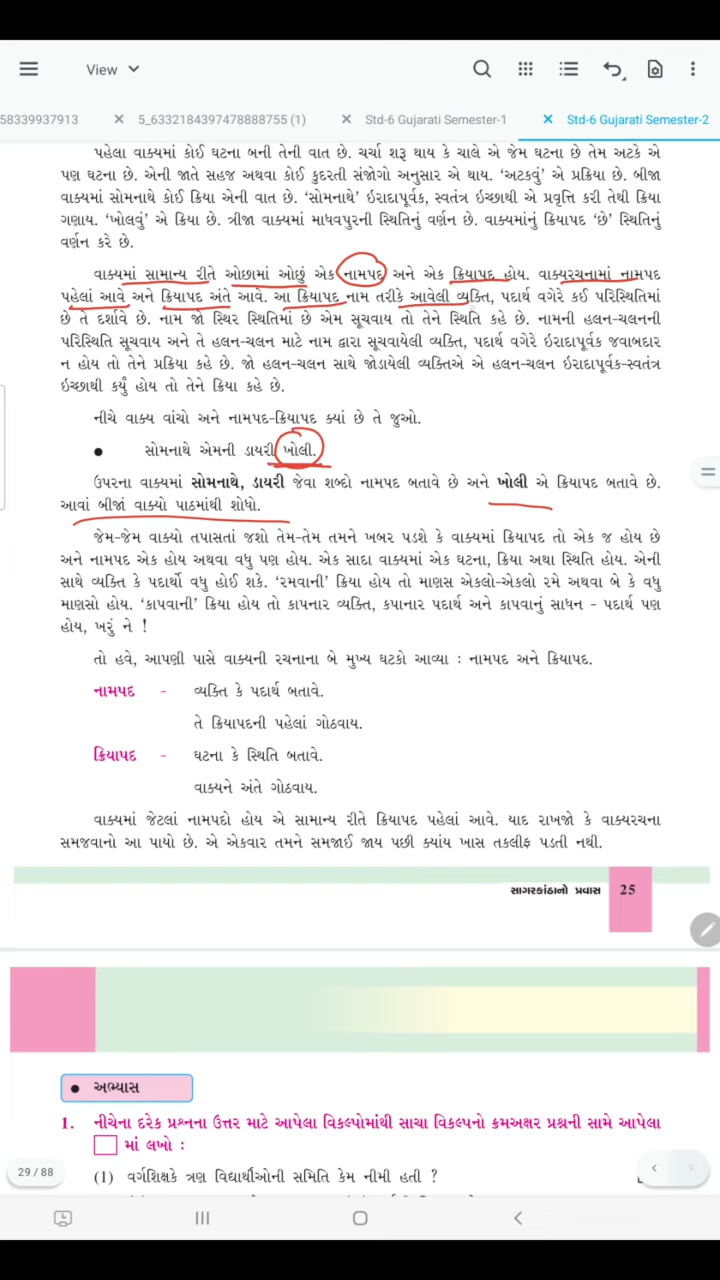 View
58339937913 × 5_6332184397478888755 (1) × Std-6 Gujarati Semester-1 × Std-6 Gujarati Semester-2
પહેલા વાક્યમાં કોઈ ઘટના બની તેની વાત છે. ચર્ચા શરૂ થાય કે ચાલે એ જેમ ઘટના છે તેમ અટકે એ
પણ ઘટના છે. એની જાતે સહજ અથવા કોઈ કુદરતી સંજોગો અનુસાર એ થાય. ‘અટકવું’ એ પ્રક્રિયા છે. બીજા
વાક્યમાં સોમનાથે કોઈ ક્રિયા એની વાત છે. ‘સોમનાથે’ ઇરાદાપૂર્વક, સ્વતંત્ર ઇચ્છાથી એ પ્રવૃત્તિ કરી તેથી ક્રિયા
ગણાય. ‘ખોલવું’ એ ક્રિયા છે. ત્રીજા વાક્યમાં માધવપુરની સ્થિતિનું વર્ણન છે. વાક્યમાંનું ક્રિયાપદ ‘છે’ સ્થિતિનું
વર્ણન કરે છે.
વાક્યમાં સામાન્ય રીતે ઓછામાં ઓછું એક નામપદ અને એક ક્રિયાપદ હોય. વાક્યરચનામાં નામપદ
પહેલાં આવે અને ક્રિયાપદ અંતે આવે. આ ક્રિયાપદ નામ તરીકે આવેલી વ્યક્તિ, પદાર્થ વગેરે કઈ પરિસ્થિતિમાં
છે તે દર્શાવે છે. નામ જો સ્થિર સ્થિતિમાં છે એમ સૂચવાય તો તેને સ્થિતિ કહે છે. નામની હલન-ચલનની
પરિસ્થિતિ સૂચવાય અને તે હલન-ચલન માટે નામ દ્વારા સૂચવાયેલી વ્યક્તિ, પદાર્થ વગેરે ઇરાદાપૂર્વક જવાબદાર
ન હોય તો તેને પ્રક્રિયા કહે છે. જો હલન-ચલન સાથે જોડાયેલી વ્યક્તિએ એ હલન-ચલન ઇરાદાપૂર્વક-સ્વતંત્ર
ઇચ્છાથી કર્યું હોય તો તેને ક્રિયા કહે છે.
નીચે વાક્ય વાંચો અને નામપદ-ક્રિયાપદ ક્યાં છે તે જુઓ.
● સોમનાથે એમની ડાયરી ખોલી.
ઉપરના વાક્યમાં સોમનાથે, ડાયરી જેવા શબ્દો નામપદ બતાવે છે અને ખોલી એ ક્રિયાપદ બતાવે છે.
આવાં બીજાં વાક્યો પાઠમાંથી શોધો.
જેમ-જેમ વાક્યો તપાસતાં જશો તેમ-તેમ તમને ખબર પડશે કે વાક્યમાં ક્રિયાપદ તો એક જ હોય છે
અને નામપદ એક હોય અથવા વધુ પણ હોય. એક સાદા વાક્યમાં એક ઘટના, ક્રિયા અથા સ્થિતિ હોય. એની
સાથે વ્યક્તિ કે પદાર્થો વધુ હોઈ શકે. ‘રમવાની’ ક્રિયા હોય તો માણસ એકલો-એકલો રમે અથવા બે કે વધુ
માણસો હોય. ‘કાપવાની’ ક્રિયા હોય તો કાપનાર વ્યક્તિ, કપાનાર પદાર્થ અને કાપવાનું સાધન - પદાર્થ પણ
હોય, ખરું ને !
તો હવે, આપણી પાસે વાક્યની રચનાના બે મુખ્ય ઘટકો આવ્યા : નામપદ અને ક્રિયાપદ.
નામપદ - વ્યક્તિ કે પદાર્થ બતાવે.
તે ક્રિયાપદની પહેલાં ગોઠવાય.
ક્રિયાપદ - ઘટના કે સ્થિતિ બતાવે.
વાક્યને અંતે ગોઠવાય.
વાક્યમાં જેટલાં નામપદો હોય એ સામાન્ય રીતે ક્રિયાપદ પહેલાં આવે. યાદ રાખજો કે વાક્યરચના
સમજવાનો આ પાયો છે. એ એકવાર તમને સમજાઈ જાય પછી ક્યાંય ખાસ તકલીફ પડતી નથી.
સાગરકાંઠાનો પ્રવાસ 25
● અભ્યાસ
1. નીચેના દરેક પ્રશ્નના ઉત્તર માટે આપેલા વિકલ્પોમાંથી સાચા વિકલ્પનો ક્રમઅક્ષર પ્રશ્નની સામે આપેલા
માં લખો :
29 / 88
(1) વર્ગશિક્ષકે ત્રણ વિદ્યાર્થીઓની સમિતિ કેમ નીમી હતી ?